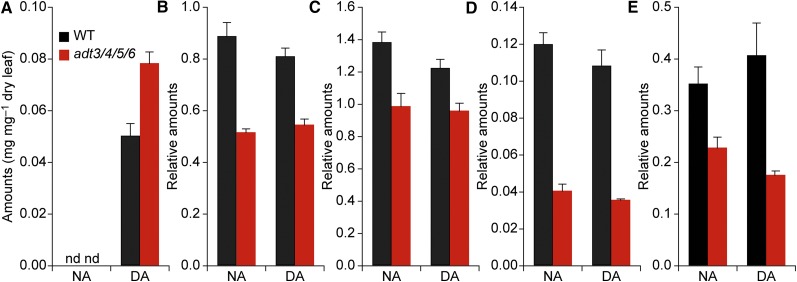 A
Amounts (mg mg⁻¹ dry leaf)
0.10
0.08
0.06
0.04
0.02
0.00
WT
adt3/4/5/6
nd nd
NA DA
B
Relative amounts
1.0
0.8
0.6
0.4
0.2
0.0
NA DA
C
Relative amounts
1.6
1.4
1.2
1.0
0.8
0.6
0.4
0.2
0.0
NA DA
D
Relative amounts
0.14
0.12
0.10
0.08
0.06
0.04
0.02
0.00
NA DA
E
Relative amounts
0.5
0.4
0.3
0.2
0.1
0.0
NA DA